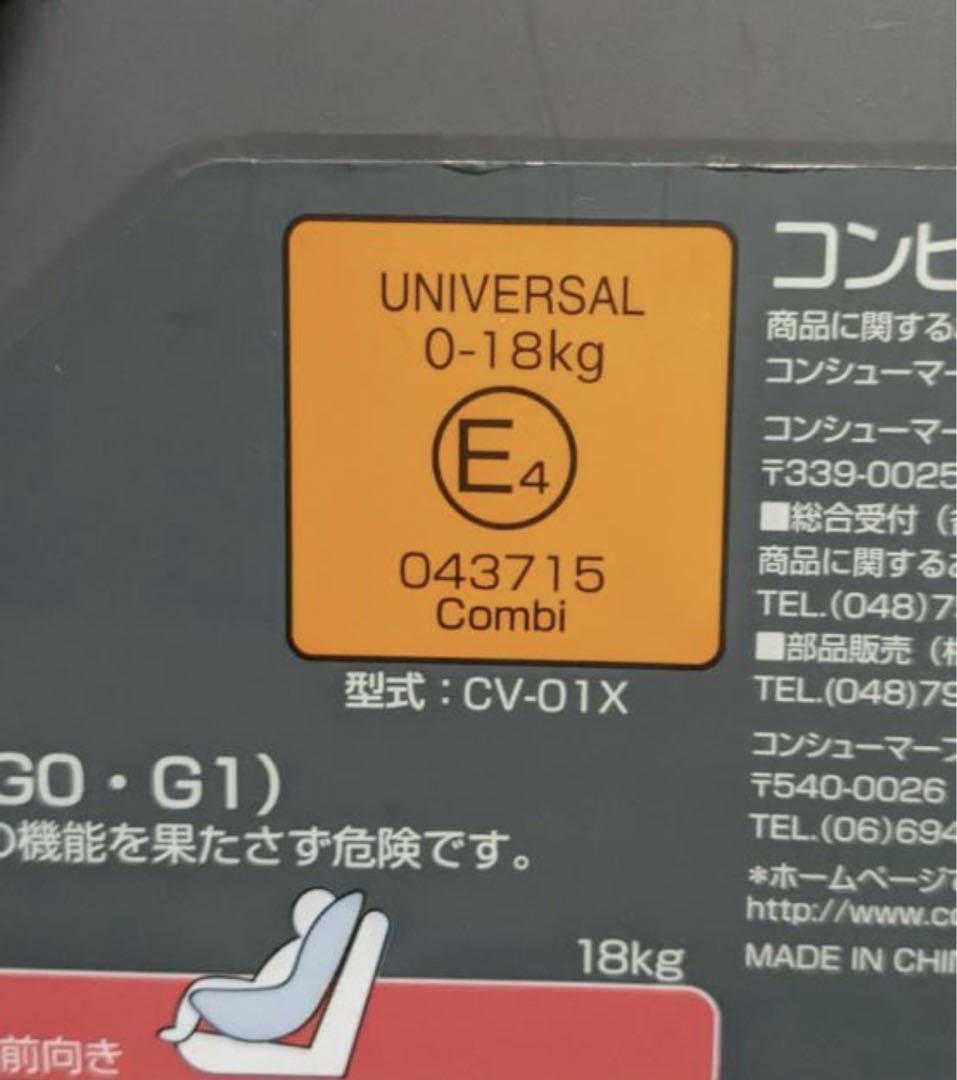 UNIVERSAL
0-18kg
E4
043715
Combi
型式：CV-01X
G0・G1)
の機能を果たさず危険です。
18kg
前向き
コンビ
商品に関する
コンシューマー
コンシューマー
〒339-0025
■総合受付（
商品に関するお
TEL.(048)7
■部品販売（
TEL.(048)79
コンシューマープ
〒540-0026
TEL.(06)694
*ホームページで
http://www.co
MADE IN CHI